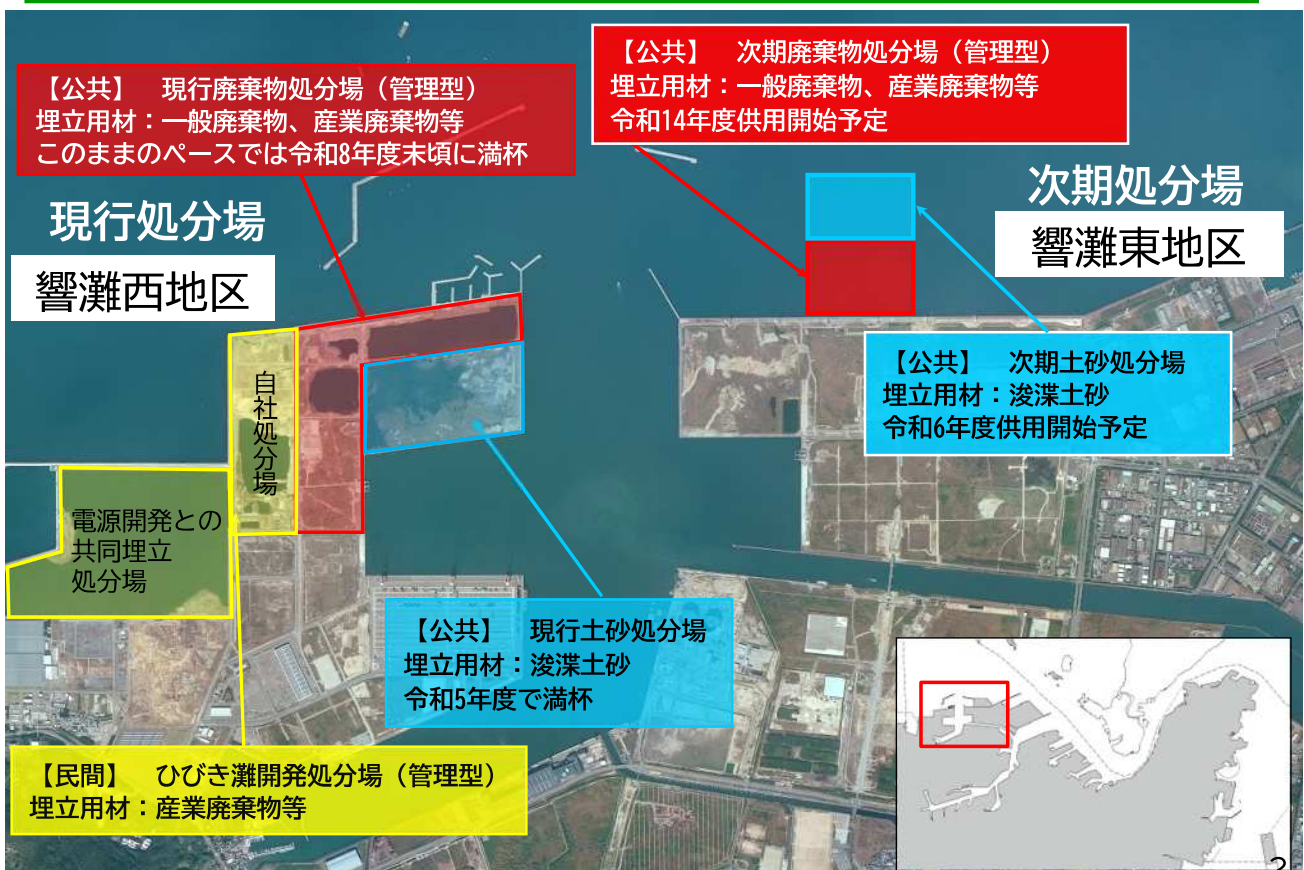 【公共】　現行廃棄物処分場（管理型）
埋立用材：一般廃棄物、産業廃棄物等
このままのペースでは令和8年度末頃に満杯
【公共】　次期廃棄物処分場（管理型）
埋立用材：一般廃棄物、産業廃棄物等
令和14年度供用開始予定
現行処分場
響灘西地区
次期処分場
響灘東地区
【公共】　次期土砂処分場
埋立用材：浚渫土砂
令和6年度供用開始予定
自社処分場
電源開発との
共同埋立
処分場
【公共】　現行土砂処分場
埋立用材：浚渫土砂
令和5年度で満杯
【民間】　ひびき灘開発処分場（管理型）
埋立用材：産業廃棄物等